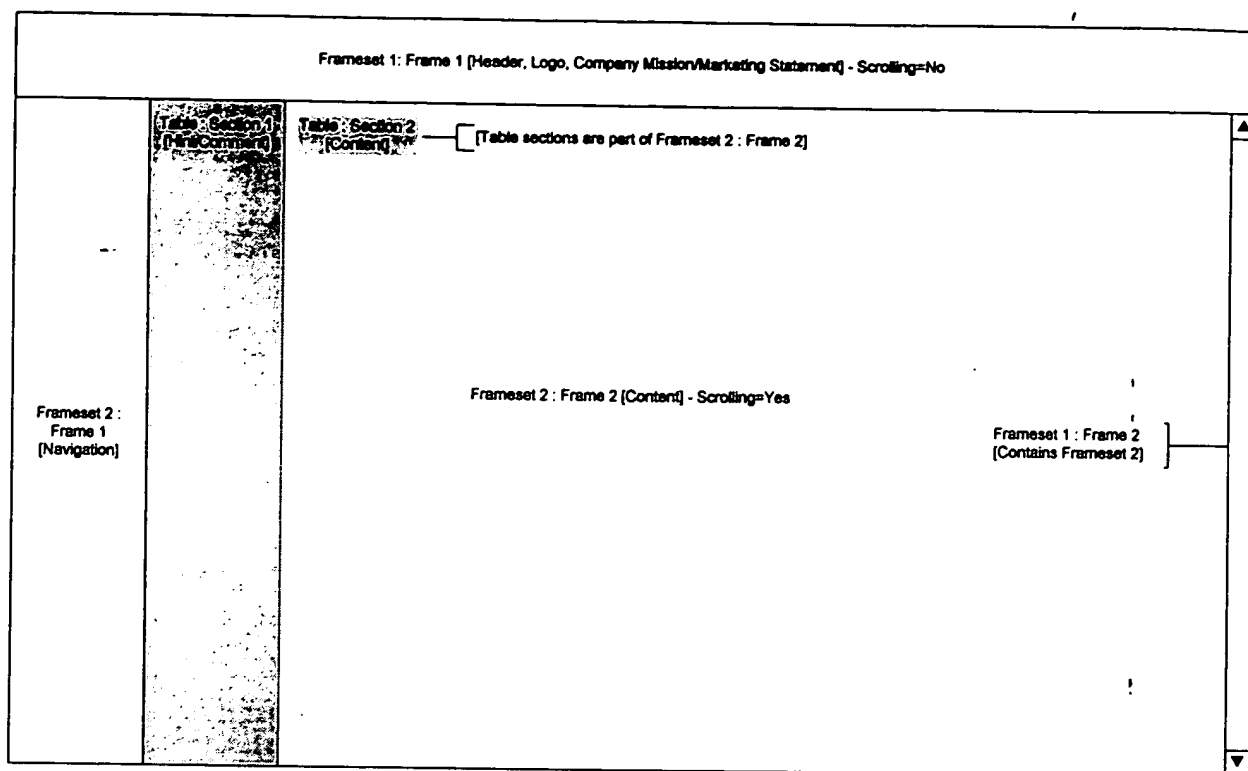 Frameset 1: Frame 1 [Header, Logo, Company Mission/Marketing Statement] - Scrolling=No
Table : Section 1
[Hint/Comment]
Table : Section 2
[Content]
[Table sections are part of Frameset 2 : Frame 2]
Frameset 2 : Frame 2 [Content] - Scrolling=Yes
Frameset 2 :
Frame 1
[Navigation]
Frameset 1 : Frame 2
[Contains Frameset 2]